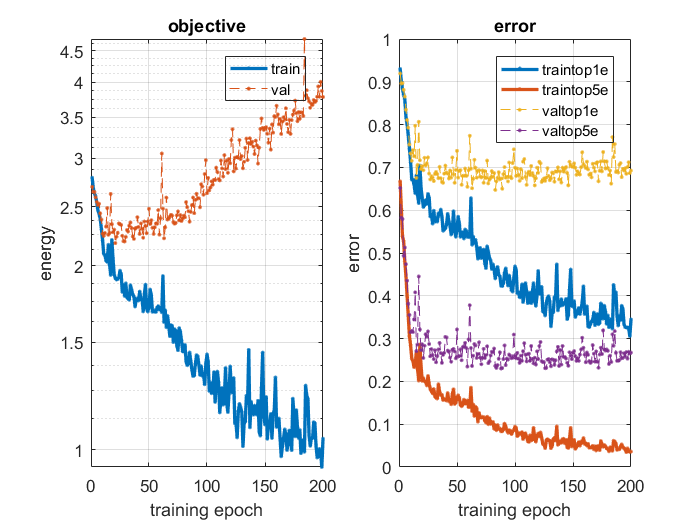 objective
energy
4.5
4
3.5
3
2.5
2
1.5
1
0
50
100
150
200
training epoch
train
val
error
error
1
0.9
0.8
0.7
0.6
0.5
0.4
0.3
0.2
0.1
0
0
50
100
150
200
training epoch
traintop1e
traintop5e
valtop1e
valtop5e